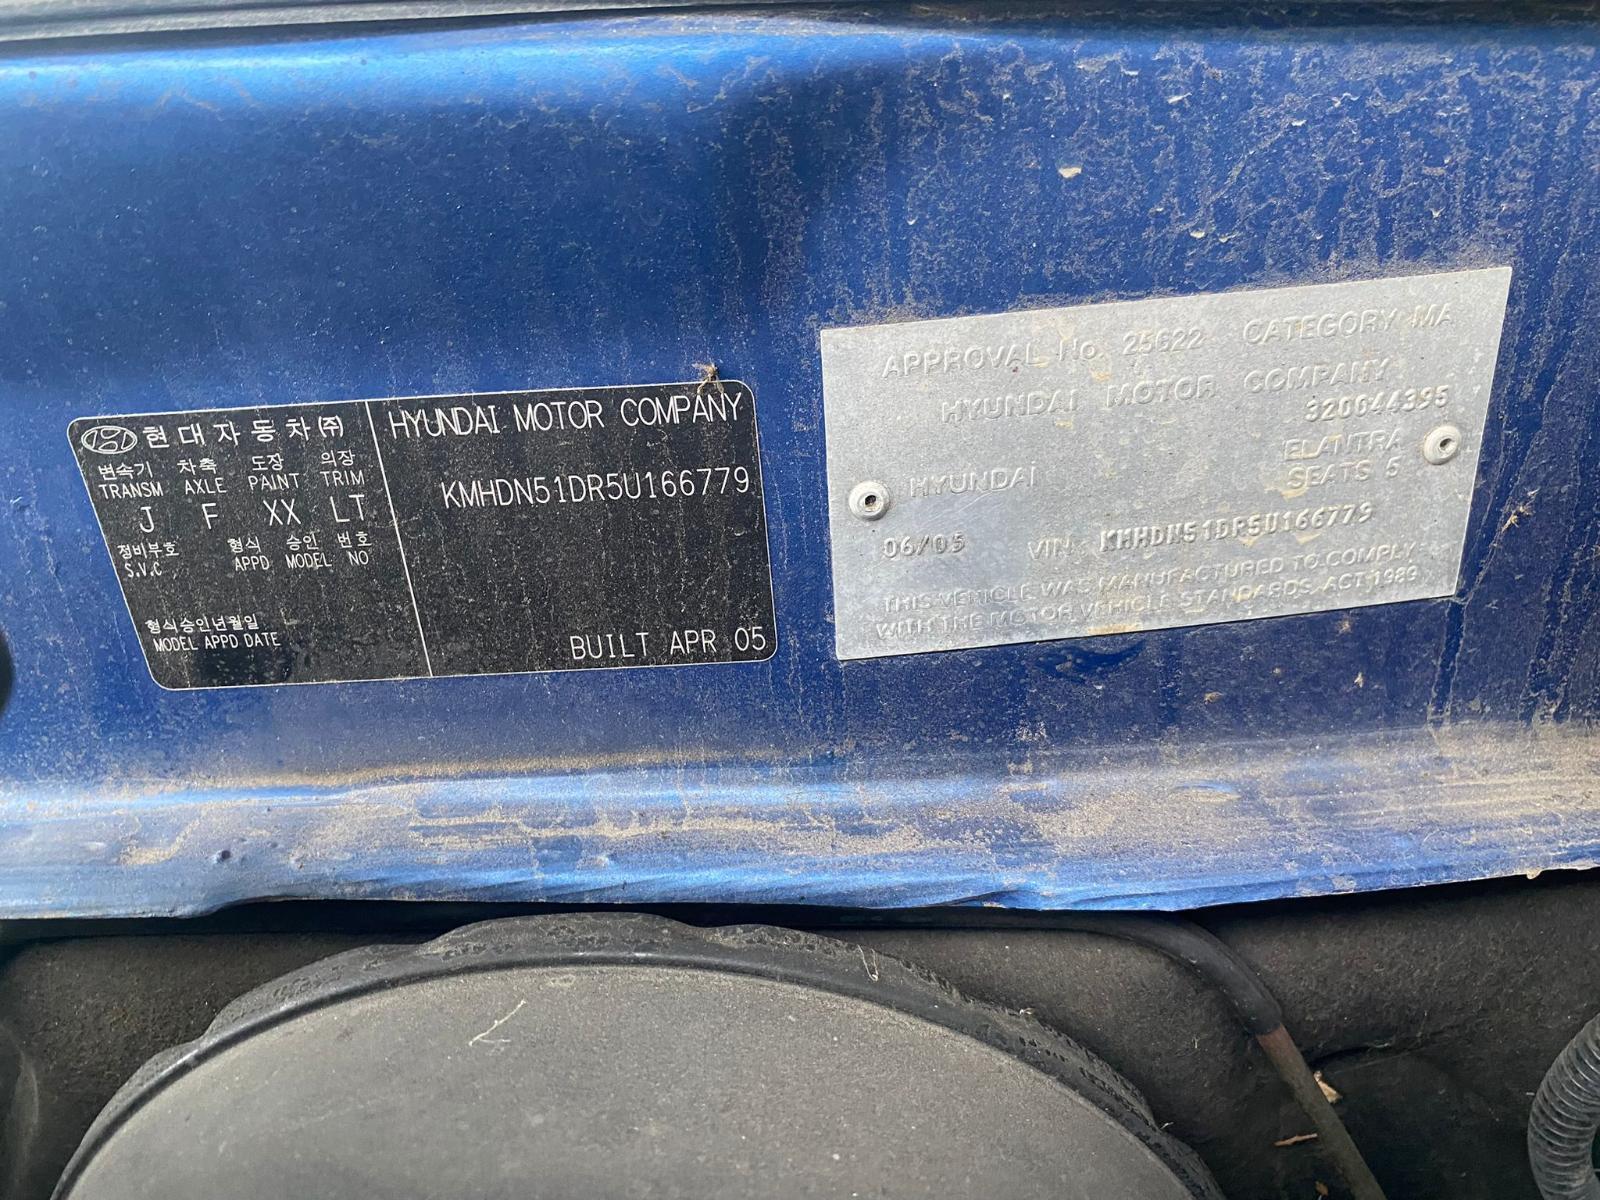 현대자동차㈜
변속기 차축 도장 의장
TRANSM AXLE PAINT TRIM
J F XX LT
정비부호 형식 승인 번호
S.V.C APPD MODEL NO
형식승인년월일
MODEL APPD DATE
HYUNDAI MOTOR COMPANY
KMHDN51DR5U166779
BUILT APR 05
APPROVAL No. 25622 CATEGORY MA
HYUNDAI MOTOR COMPANY
320044395
ELANTRA
HYUNDAI SEATS 5
06/05 VIN KMHDN51DR5U166779
THIS VEHICLE WAS MANUFACTURED TO COMPLY
WITH THE MOTOR VEHICLE STANDARDS ACT 1989